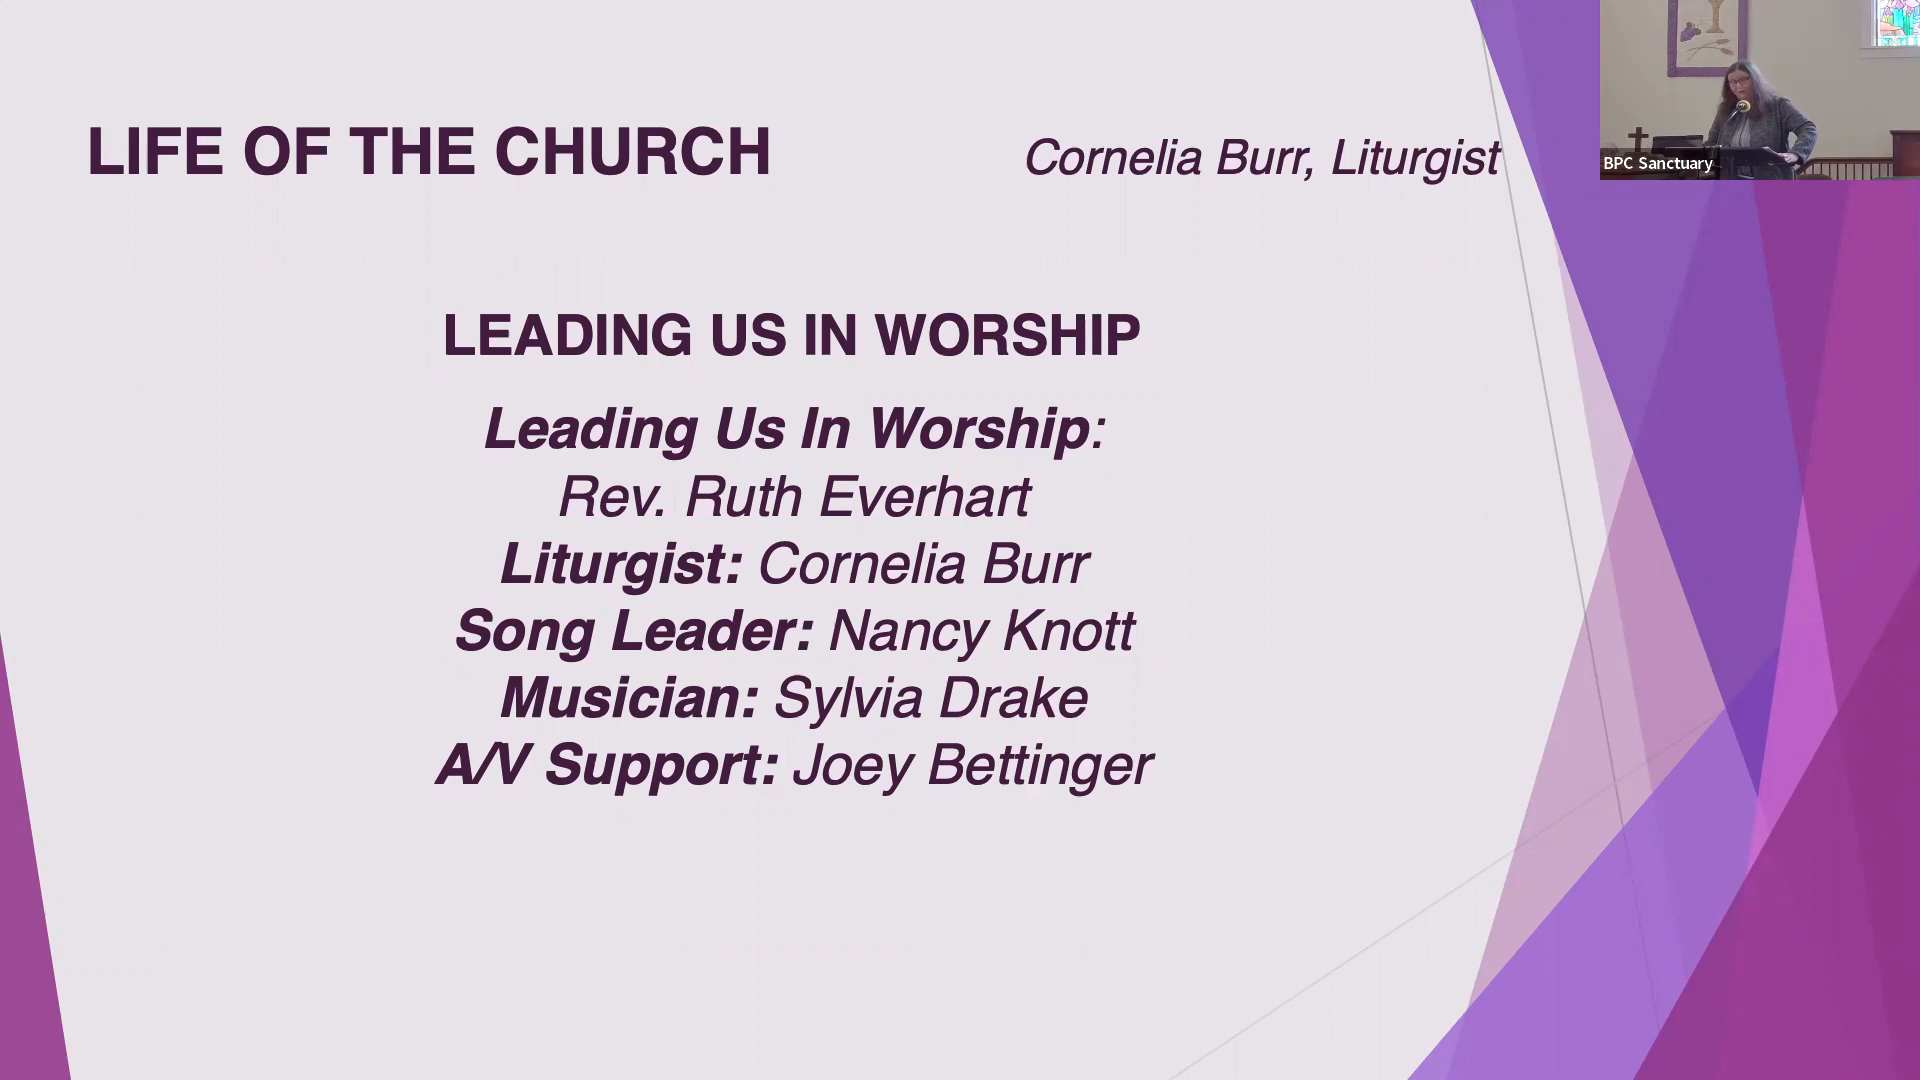 LIFE OF THE CHURCH
Cornelia Burr, Liturgist
BPC Sanctuary
LEADING US IN WORSHIP
Leading Us In Worship:
Rev. Ruth Everhart
Liturgist: Cornelia Burr
Song Leader: Nancy Knott
Musician: Sylvia Drake
A/V Support: Joey Bettinger